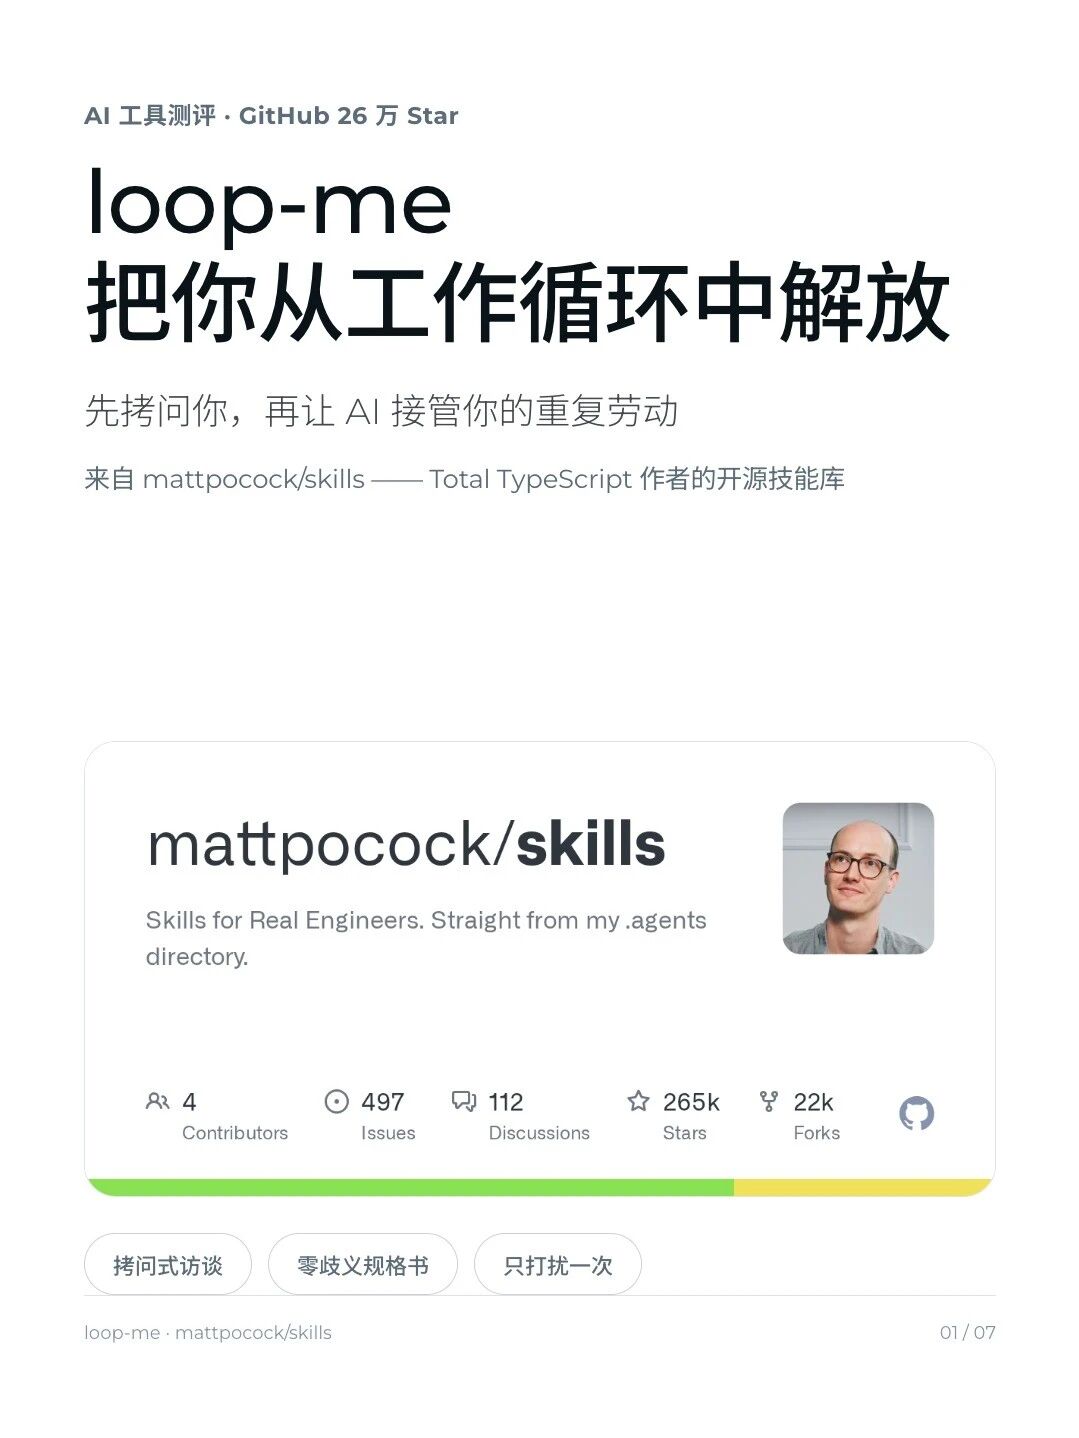 AI 工具测评 · GitHub 26 万 Star
loop-me
把你从工作循环中解放
先拷问你，再让 AI 接管你的重复劳动
来自 mattpocock/skills —— Total TypeScript 作者的开源技能库
mattpocock/skills
Skills for Real Engineers. Straight from my .agents
directory.
4 497 112 265k 22k
Contributors Issues Discussions Stars Forks
拷问式访谈 零歧义规格书 只打扰一次
loop-me · mattpocock/skills 01 / 07